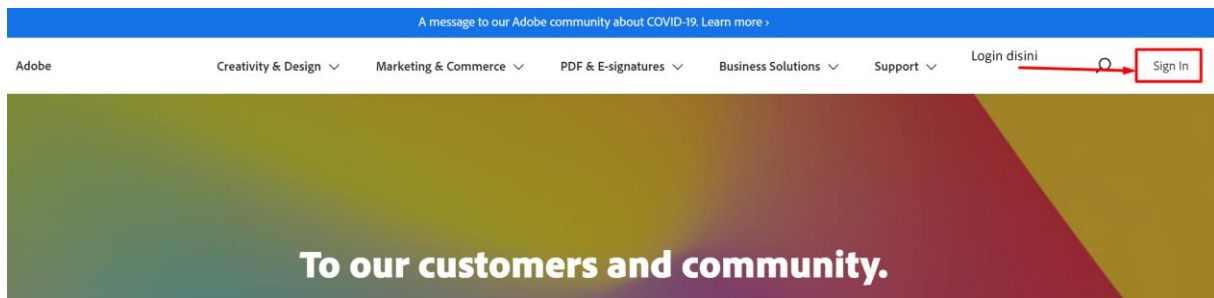 A message to our Adobe community about COVID-19. Learn more ›
Adobe Creativity & Design Marketing & Commerce PDF & E-signatures Business Solutions Support Login disini Sign In
To our customers and community.